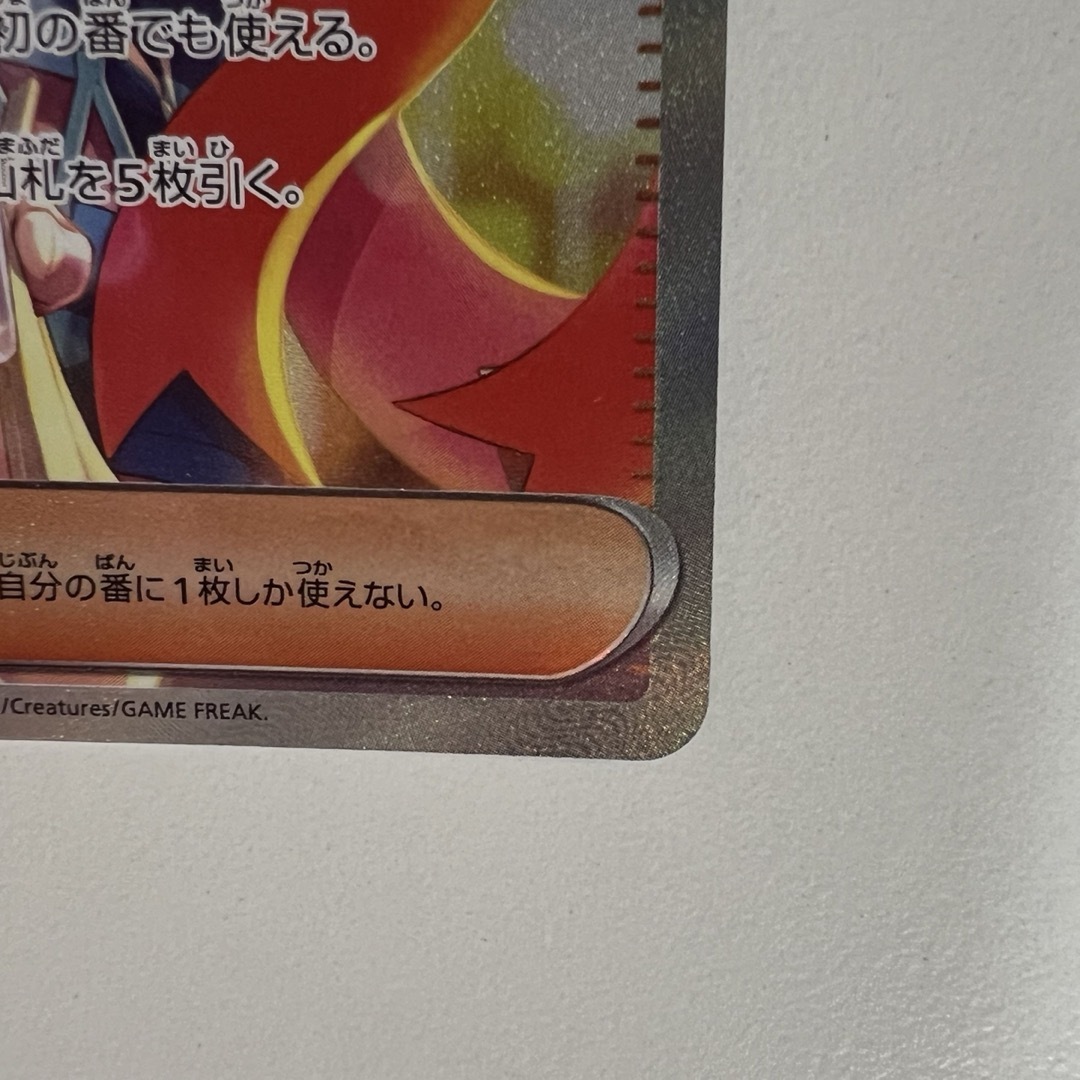 初の番でも使える。
山札を5枚引く。
自分の番に1枚しか使えない。
/Creatures/GAME FREAK.